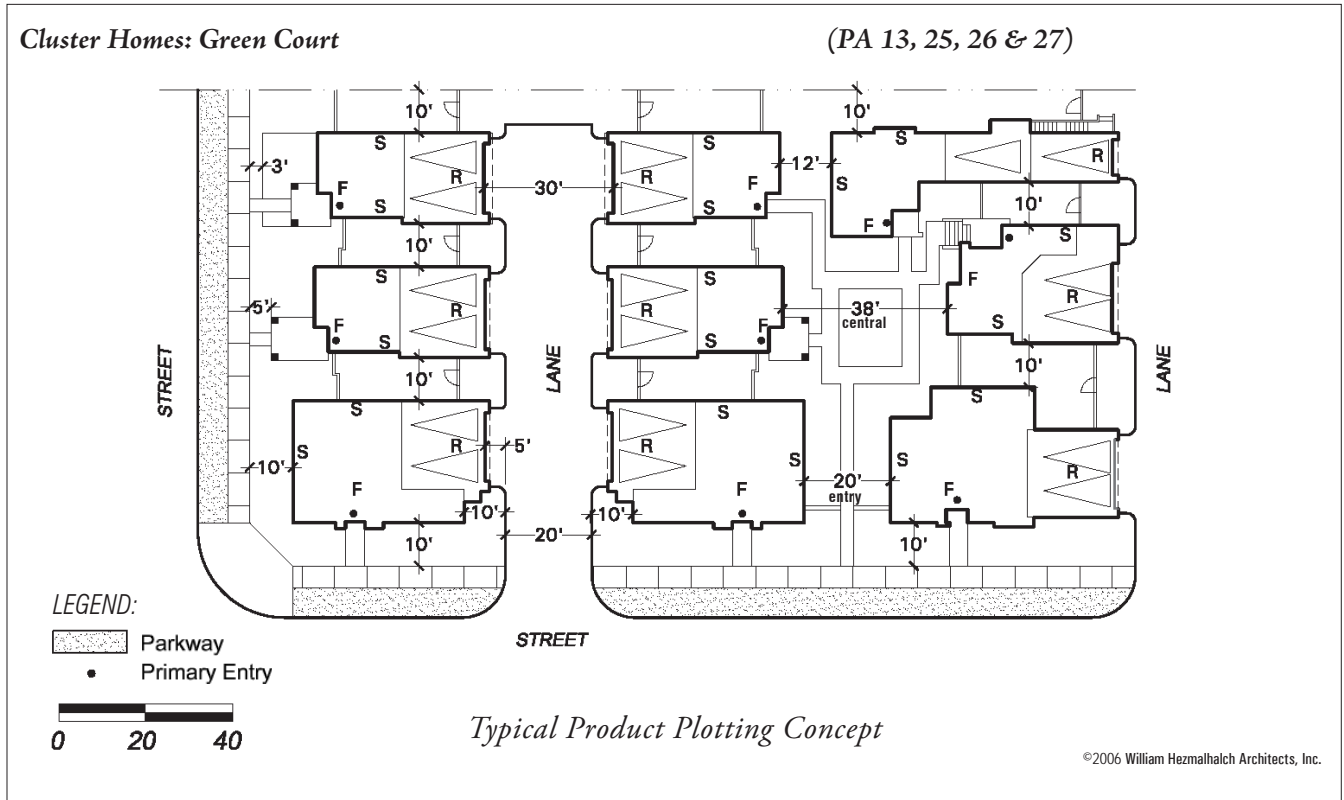 Cluster Homes: Green Court
(PA 13, 25, 26 & 27)
10' 10'
S S S
3' F R 30' R F 12' S R
S S F 10'
10' S
S S F
5' R R 38' R
F central
F S S S
STREET LANE LANE
10' 10'
S S S
S R 5' R S S R
10' 20'
F F entry F
10' 10'
10' 20' 10'
LEGEND:
Parkway
STREET
Primary Entry
0 20 40
Typical Product Plotting Concept
©2006 William Hezmalhalch Architects, Inc.